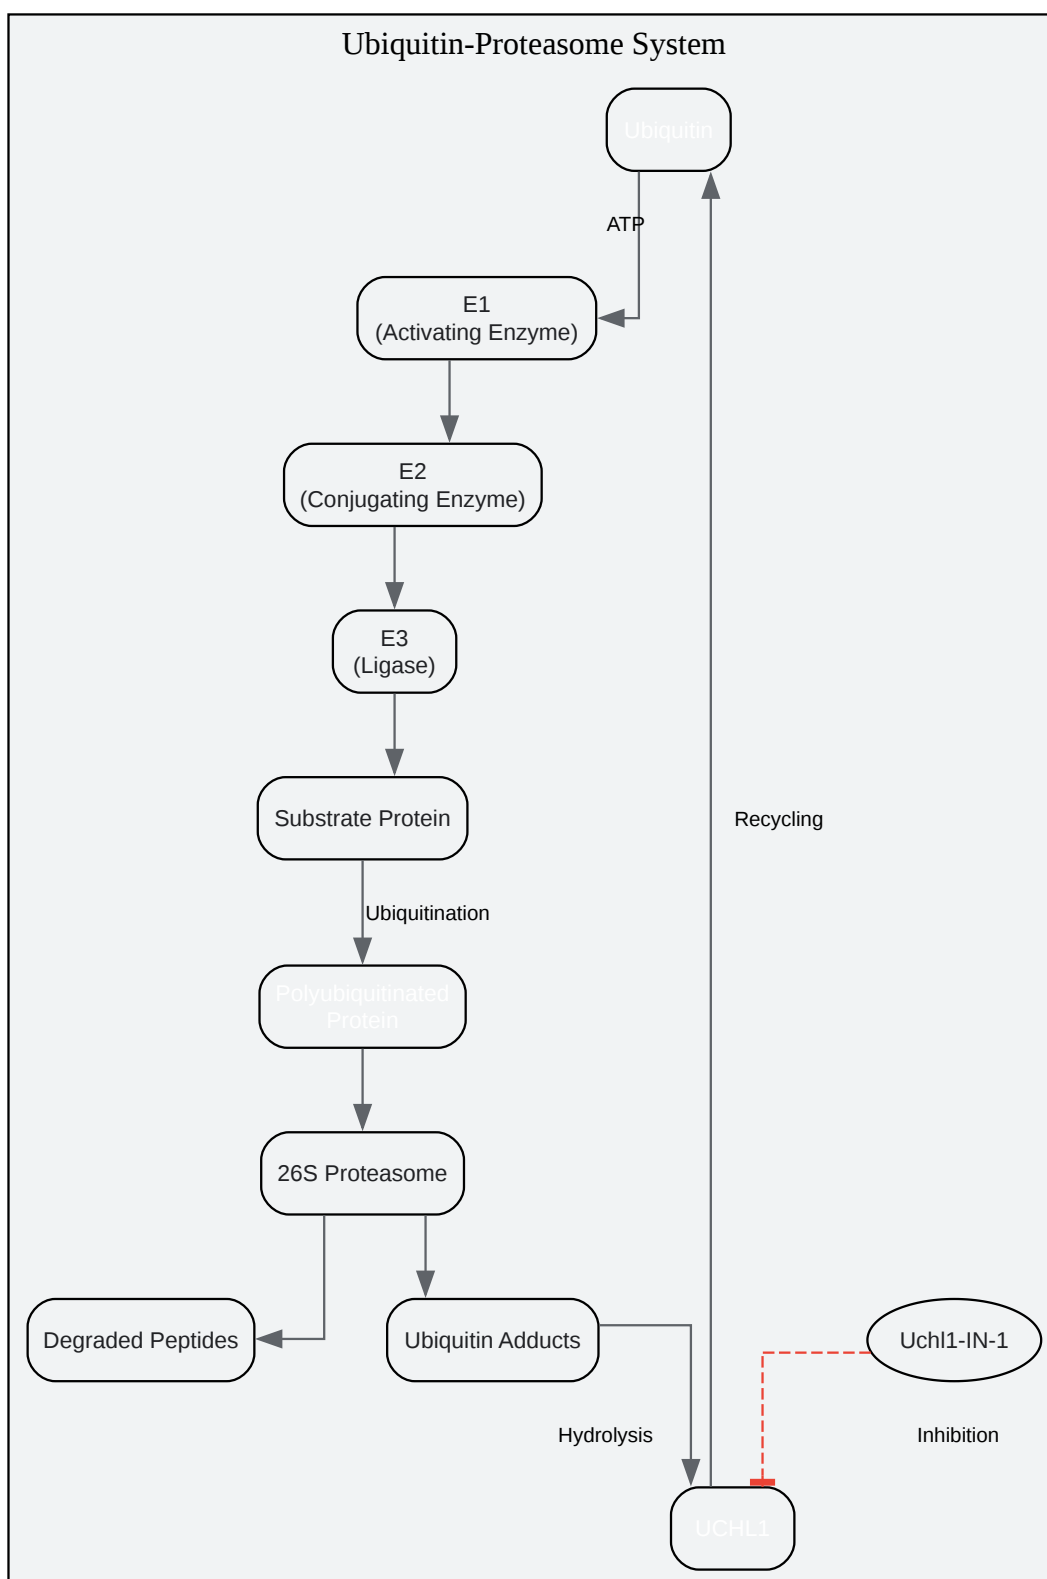 Ubiquitin-Proteasome System
Ubiquitin
ATP
E1
(Activating Enzyme)
E2
(Conjugating Enzyme)
E3
(Ligase)
Substrate Protein
Recycling
Ubiquitination
Polyubiquitinated
Protein
26S Proteasome
Degraded Peptides
Ubiquitin Adducts
Uchl1-IN-1
Hydrolysis
Inhibition
UCHL1